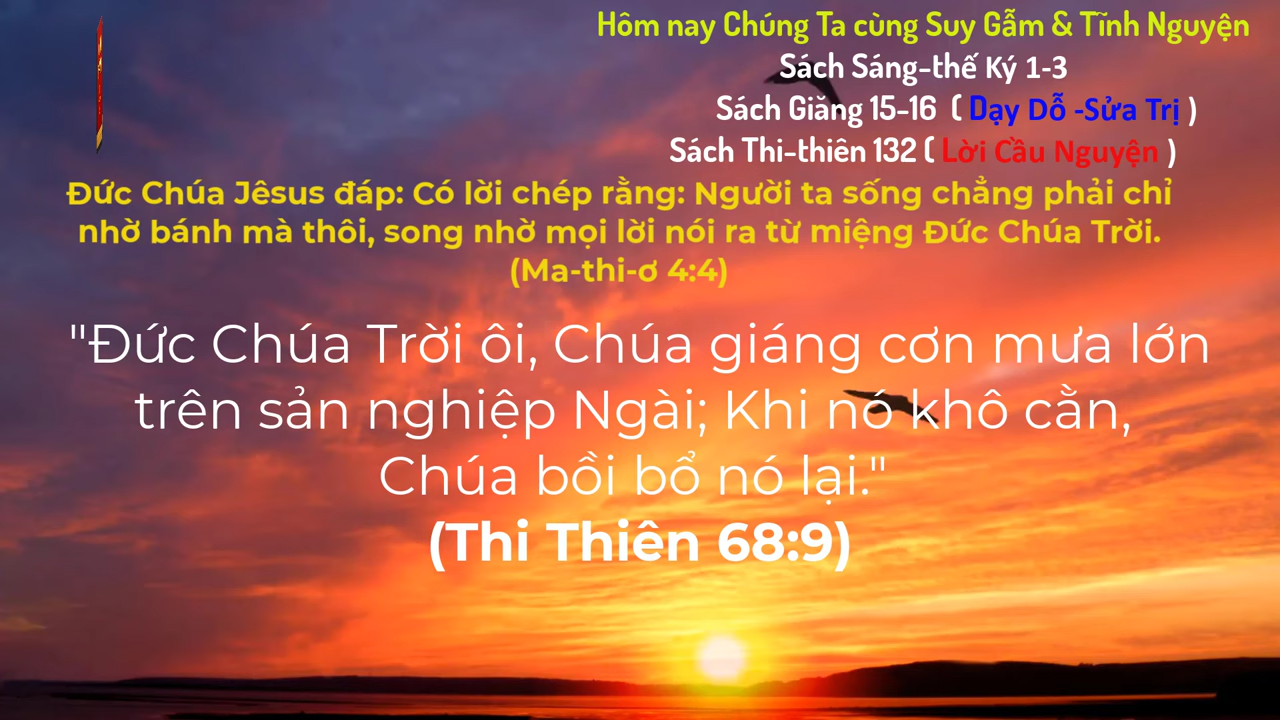 Hôm nay Chúng Ta cùng Suy Gẫm & Tĩnh Nguyện
Sách Sáng-thế Ký 1-3
Sách Giăng 15-16 ( Dạy Dỗ -Sửa Trị )
Sách Thi-thiên 132 ( Lời Cầu Nguyện )
Đức Chúa Jêsus đáp: Có lời chép rằng: Người ta sống chẳng phải chỉ
nhờ bánh mà thôi, song nhờ mọi lời nói ra từ miệng Đức Chúa Trời.
(Ma-thi-ơ 4:4)
"Đức Chúa Trời ôi, Chúa giáng cơn mưa lớn
trên sản nghiệp Ngài; Khi nó khô cằn,
Chúa bồi bổ nó lại."
(Thi Thiên 68:9)